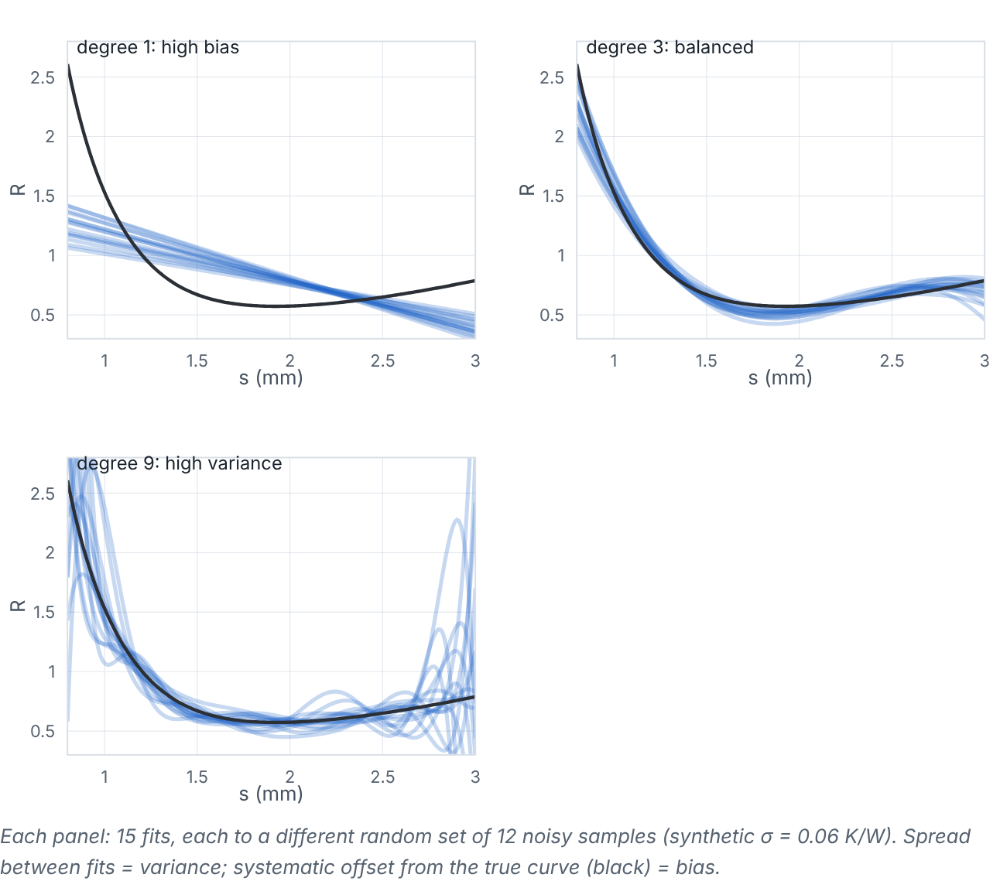 degree 1: high bias
2.5
2
1.5
1
0.5
R
1
1.5
2
2.5
3
s (mm)
degree 3: balanced
2.5
2
1.5
1
0.5
R
1
1.5
2
2.5
3
s (mm)
degree 9: high variance
2.5
2
1.5
1
0.5
R
1
1.5
2
2.5
3
s (mm)
Each panel: 15 fits, each to a different random set of 12 noisy samples (synthetic σ = 0.06 K/W). Spread
between fits = variance; systematic offset from the true curve (black) = bias.